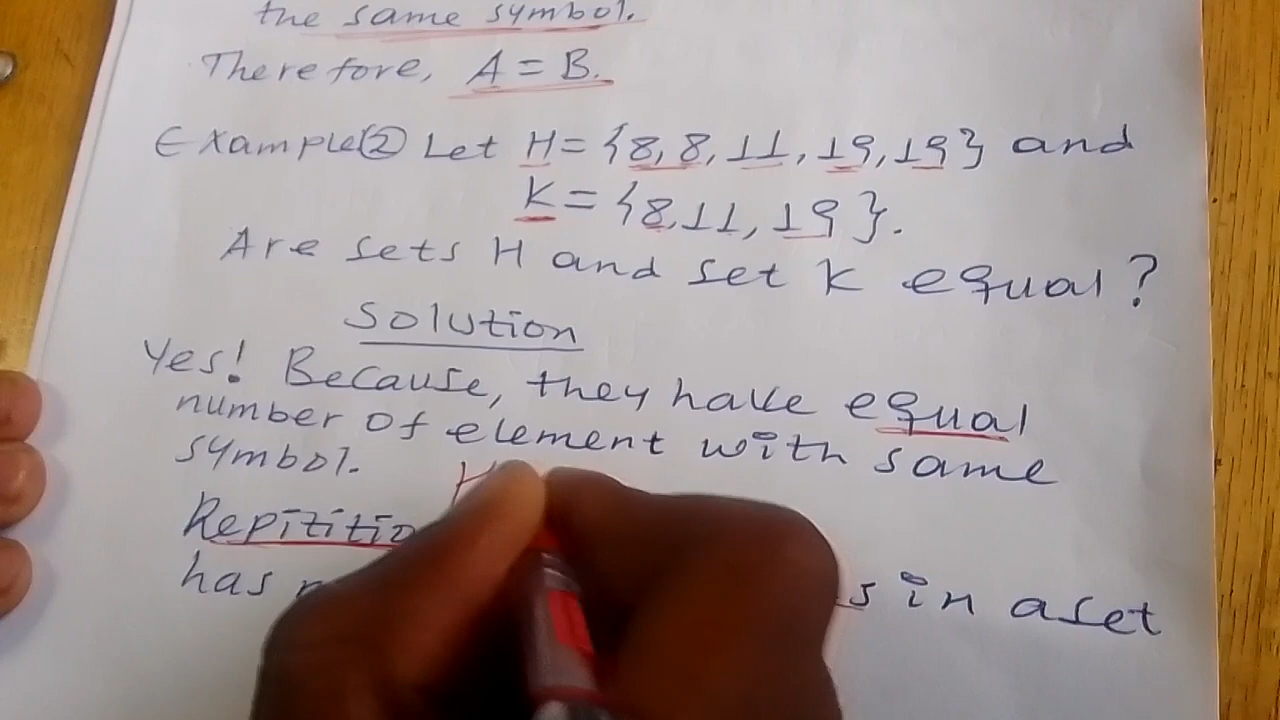 the same symbol.
Therefore, A = B.
Example② Let H = {8, 8, 11, 19, 19} and
K = {8, 11, 19}.
Are sets H and set K equal?
Solution
Yes! Because, they have equal
number of element with same
symbol.
H
has in a set